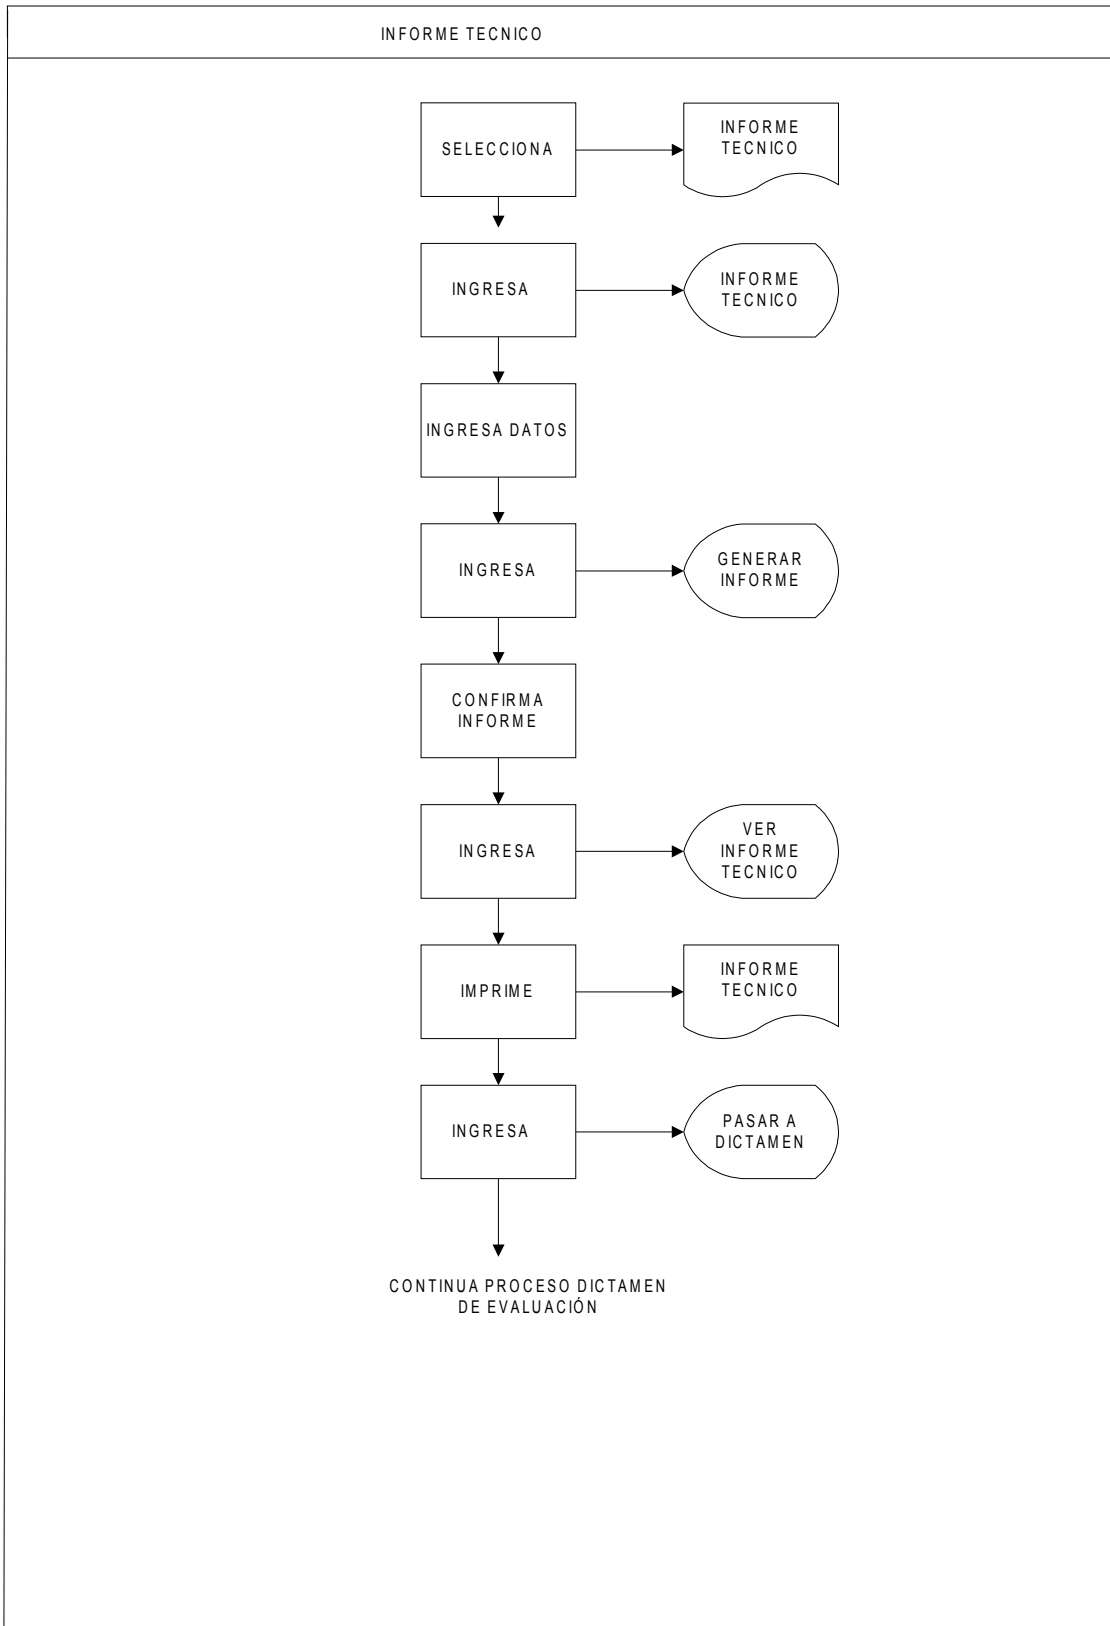 INFORME TECNICO
SELECCIONA
INFORME
TECNICO
INGRESA
INFORME
TECNICO
INGRESA DATOS
INGRESA
GENERAR
INFORME
CONFIRMA
INFORME
INGRESA
VER
INFORME
TECNICO
IMPRIME
INFORME
TECNICO
INGRESA
PASAR A
DICTAMEN
CONTINUA PROCESO DICTAMEN
DE EVALUACIÓN